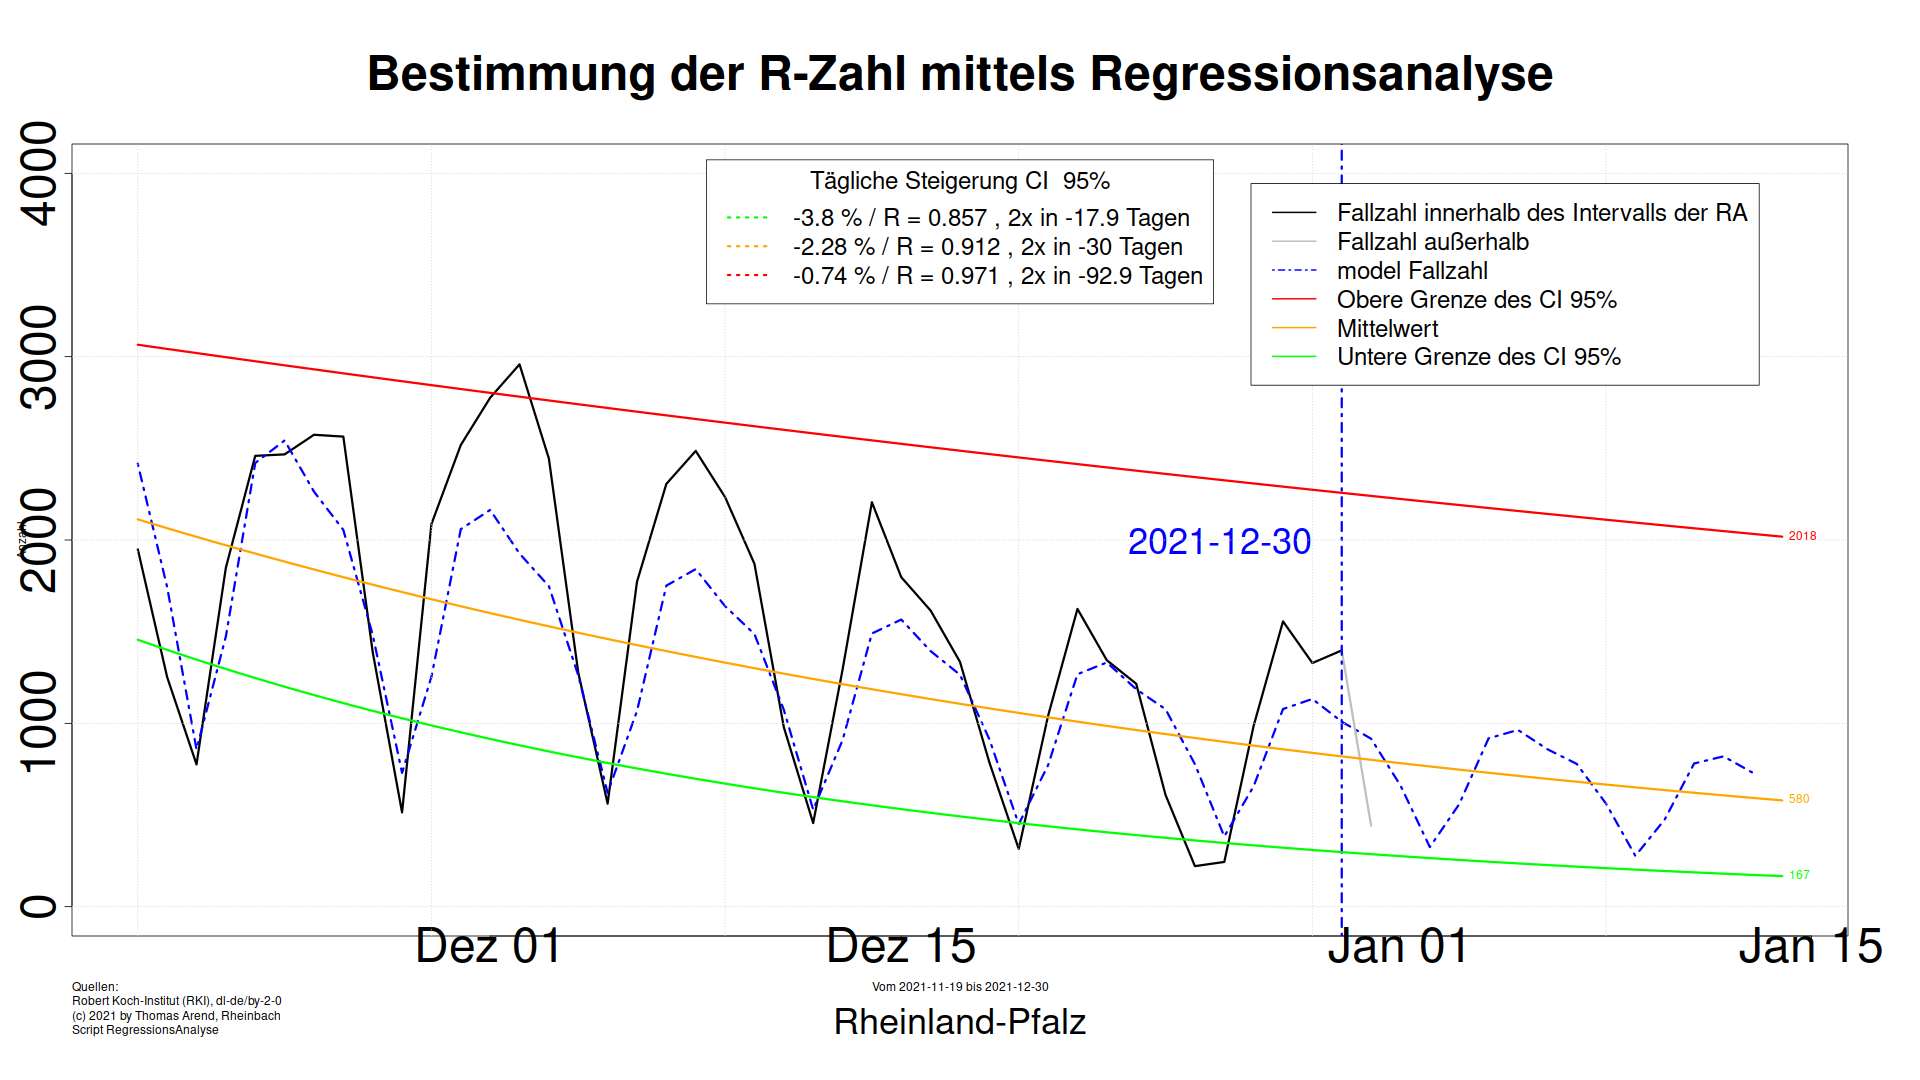 Bestimmung der R-Zahl mittels Regressionsanalyse
4000
3000
2000
1000
0
Anzahl
Tägliche Steigerung CI 95%
-3.8 % / R = 0.857 , 2x in -17.9 Tagen
-2.28 % / R = 0.912 , 2x in -30 Tagen
-0.74 % / R = 0.971 , 2x in -92.9 Tagen
Fallzahl innerhalb des Intervalls der RA
Fallzahl außerhalb
model Fallzahl
Obere Grenze des CI 95%
Mittelwert
Untere Grenze des CI 95%
2021-12-30
2018
580
167
Dez 01
Dez 15
Jan 01
Jan 15
Quellen:
Robert Koch-Institut (RKI), dl-de/by-2-0
(c) 2021 by Thomas Arend, Rheinbach
Script RegressionsAnalyse
Vom 2021-11-19 bis 2021-12-30
Rheinland-Pfalz